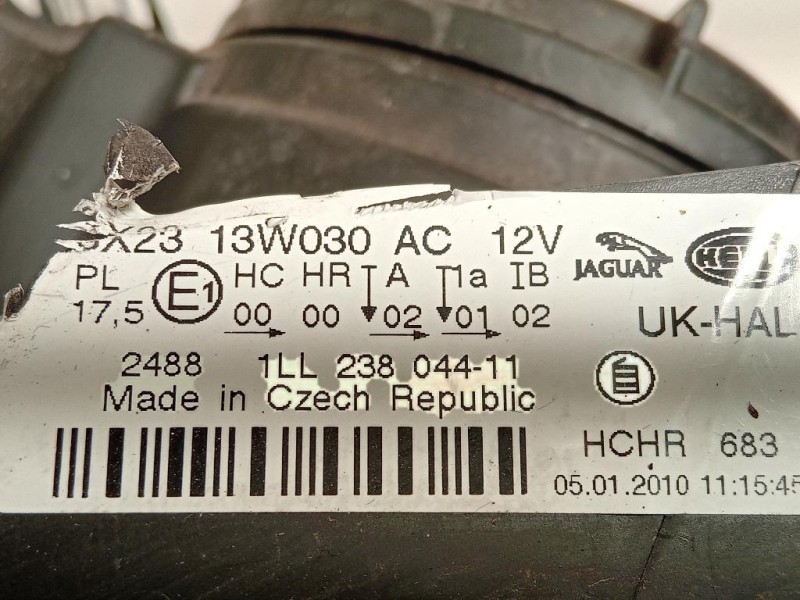 X23 13W030 AC 12V
JAGUAR
HELLA
PL E1 HC HR A 1a IB
17,5 00 00 02 01 02
UK-HAL
2488 1LL 238 044-11
Made in Czech Republic
HCHR 683
05.01.2010 11:15:45